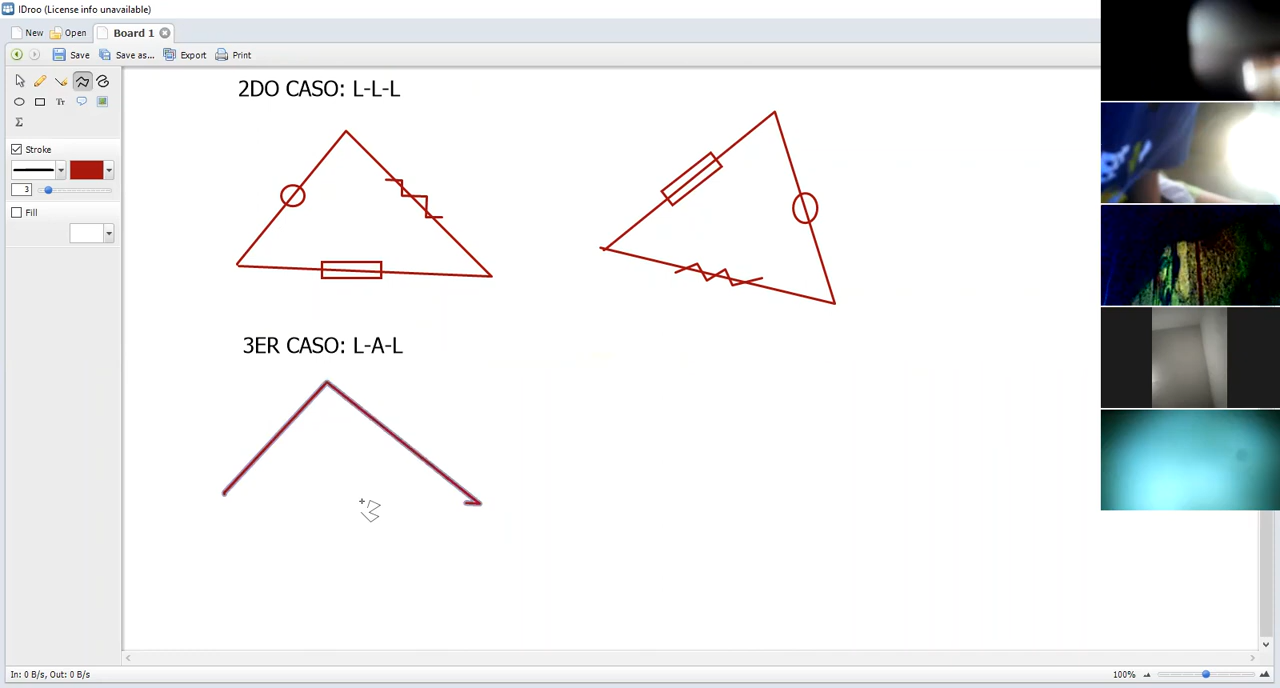 IDroo (License info unavailable)
New Open Board 1
Save Save as... Export Print
Tr
Σ
Stroke
3
Fill
2DO CASO: L-L-L
3ER CASO: L-A-L
In: 0 B/s, Out: 0 B/s
100%